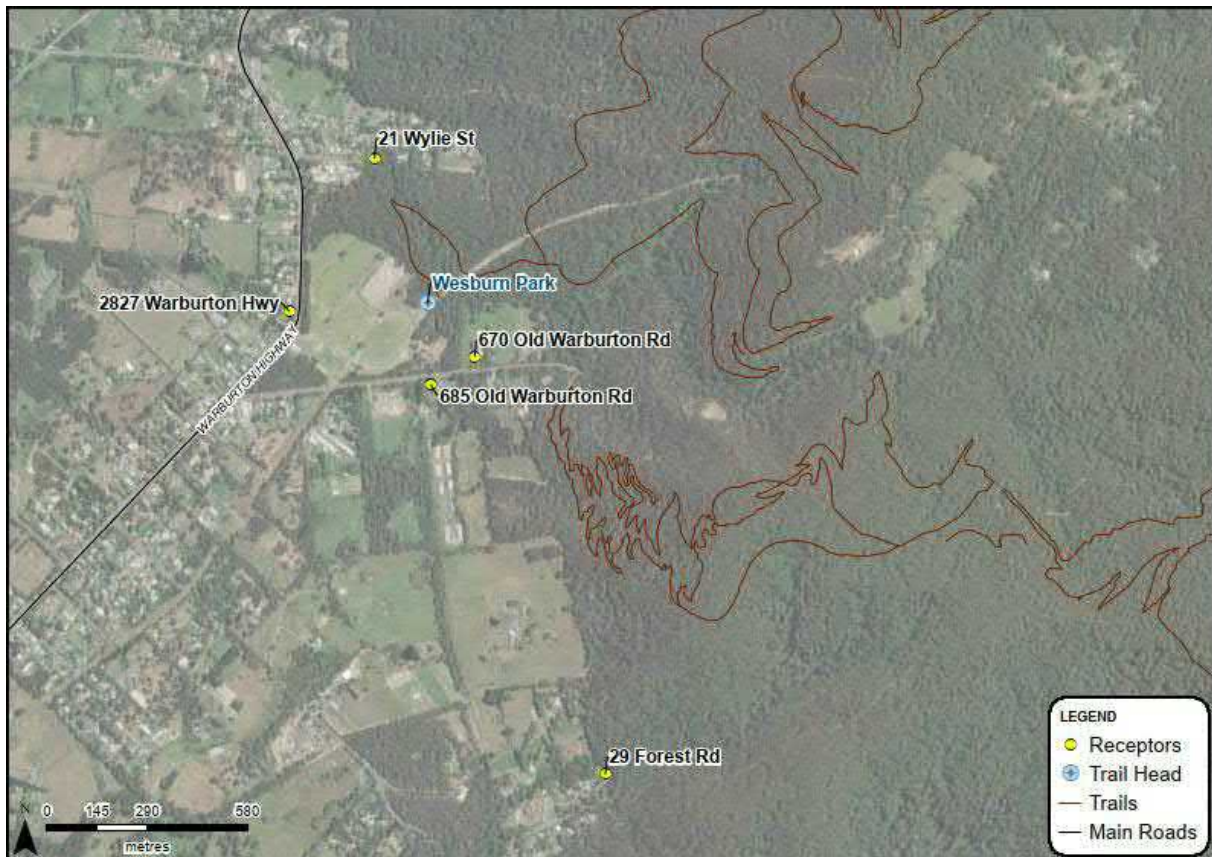 21 Wylie St
Wesburn Park
2827 Warburton Hwy
670 Old Warburton Rd
WARBURTON HIGHWAY
685 Old Warburton Rd
29 Forest Rd
LEGEND
Receptors
Trail Head
Trails
Main Roads
N
0 145 290 580
metres